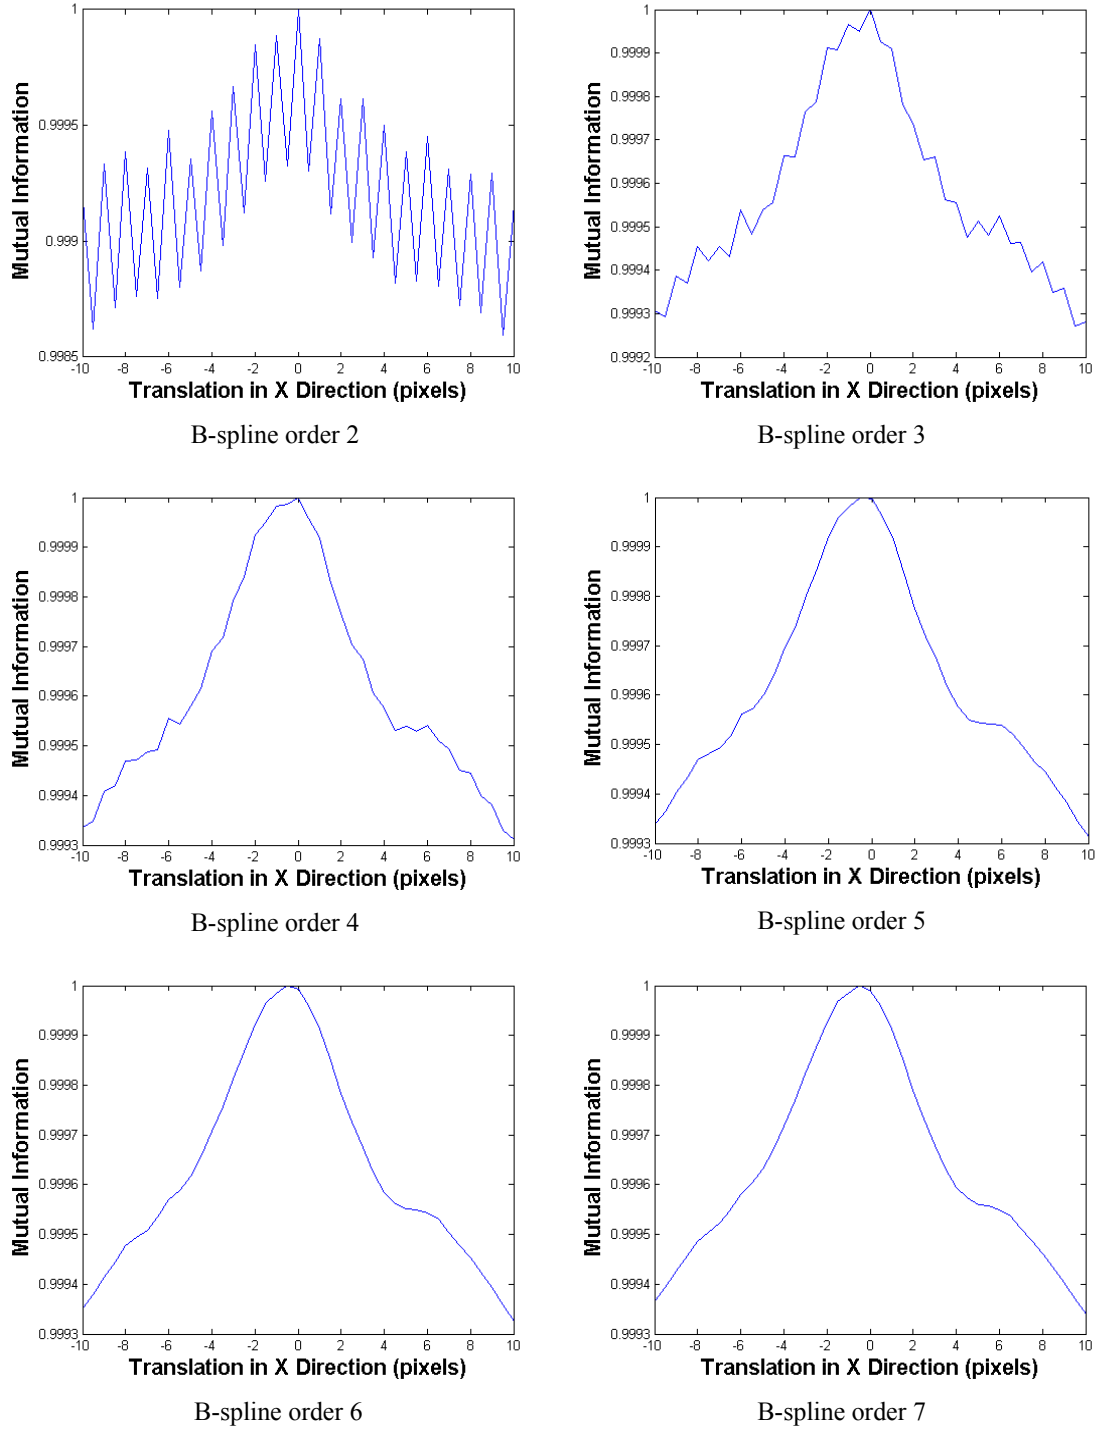 1
0.9995
0.999
0.9985
-10 -8 -6 -4 -2 0 2 4 6 8 10
Mutual Information
Translation in X Direction (pixels)
B-spline order 2
1
0.9999
0.9998
0.9997
0.9996
0.9995
0.9994
0.9993
0.9992
-10 -8 -6 -4 -2 0 2 4 6 8 10
Mutual Information
Translation in X Direction (pixels)
B-spline order 3
1
0.9999
0.9998
0.9997
0.9996
0.9995
0.9994
0.9993
-10 -8 -6 -4 -2 0 2 4 6 8 10
Mutual Information
Translation in X Direction (pixels)
B-spline order 4
1
0.9999
0.9998
0.9997
0.9996
0.9995
0.9994
0.9993
-10 -8 -6 -4 -2 0 2 4 6 8 10
Mutual Information
Translation in X Direction (pixels)
B-spline order 5
1
0.9999
0.9998
0.9997
0.9996
0.9995
0.9994
0.9993
-10 -8 -6 -4 -2 0 2 4 6 8 10
Mutual Information
Translation in X Direction (pixels)
B-spline order 6
1
0.9999
0.9998
0.9997
0.9996
0.9995
0.9994
0.9993
-10 -8 -6 -4 -2 0 2 4 6 8 10
Mutual Information
Translation in X Direction (pixels)
B-spline order 7